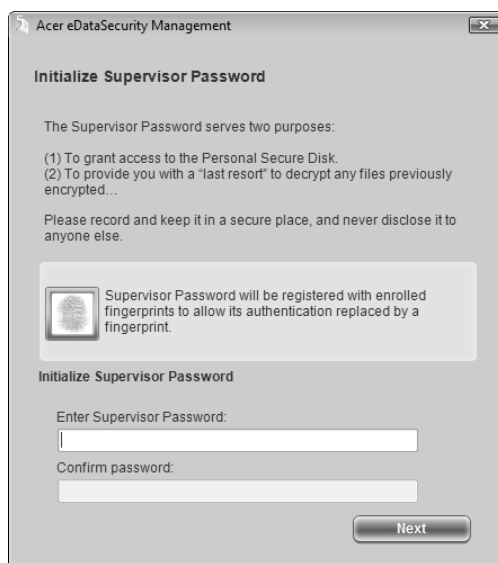 Acer eDataSecurity Management
Initialize Supervisor Password
The Supervisor Password serves two purposes:
(1) To grant access to the Personal Secure Disk.
(2) To provide you with a “last resort” to decrypt any files previously
encrypted...
Please record and keep it in a secure place, and never disclose it to
anyone else.
Supervisor Password will be registered with enrolled
fingerprints to allow its authentication replaced by a
fingerprint.
Initialize Supervisor Password
Enter Supervisor Password:
Confirm password:
Next